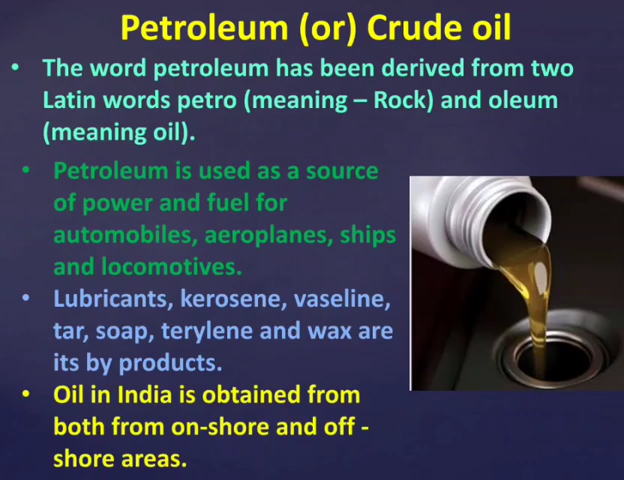 Petroleum (or) Crude oil
• The word petroleum has been derived from two
Latin words petro (meaning – Rock) and oleum
(meaning oil).
• Petroleum is used as a source
of power and fuel for
automobiles, aeroplanes, ships
and locomotives.
• Lubricants, kerosene, vaseline,
tar, soap, terylene and wax are
its by products.
• Oil in India is obtained from
both from on-shore and off -
shore areas.